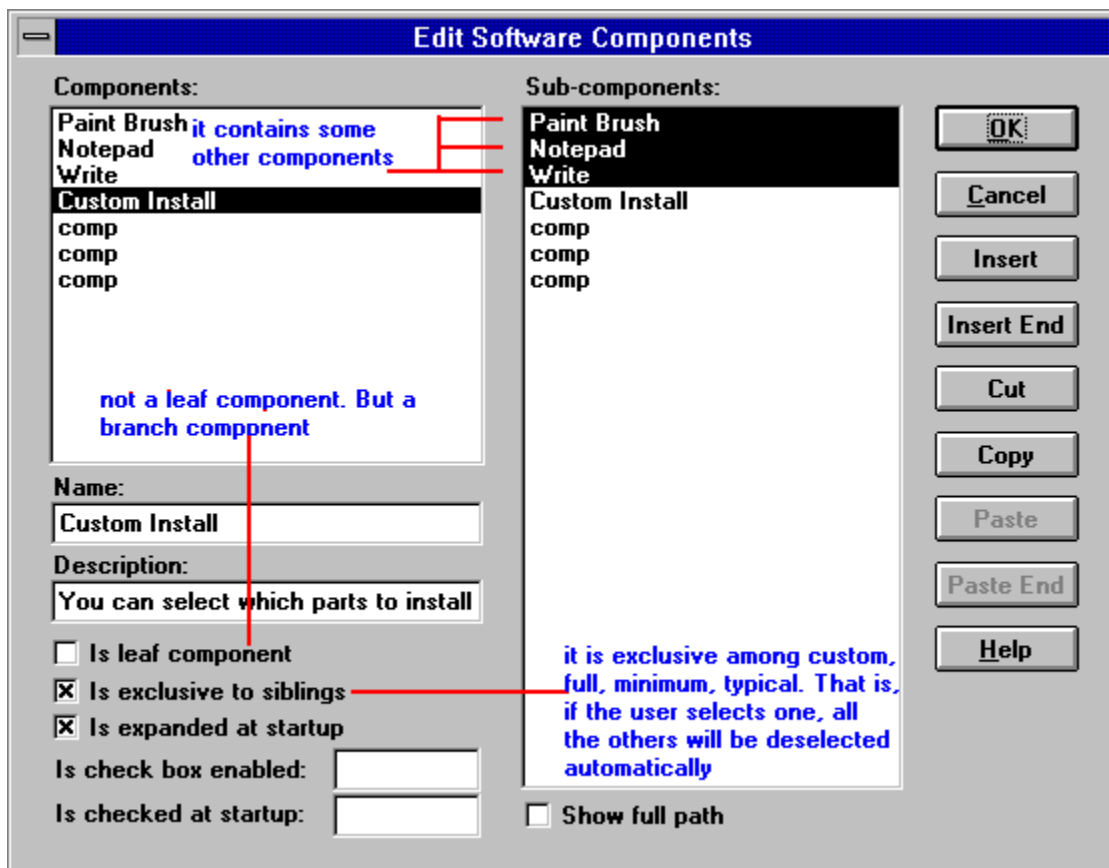 Edit Software Components
Components:
Paint Brush
Notepad
Write
Custom Install
comp
comp
comp
it contains some
other components
not a leaf component. But a
branch component
Name:
Custom Install
Description:
You can select which parts to install
Is leaf component
Is exclusive to siblings
Is expanded at startup
Is check box enabled:
Is checked at startup:
Sub-components:
Paint Brush
Notepad
Write
Custom Install
comp
comp
comp
it is exclusive among custom,
full, minimum, typical. That is,
if the user selects one, all
the others will be deselected
automatically
Show full path
OK
Cancel
Insert
Insert End
Cut
Copy
Paste
Paste End
Help